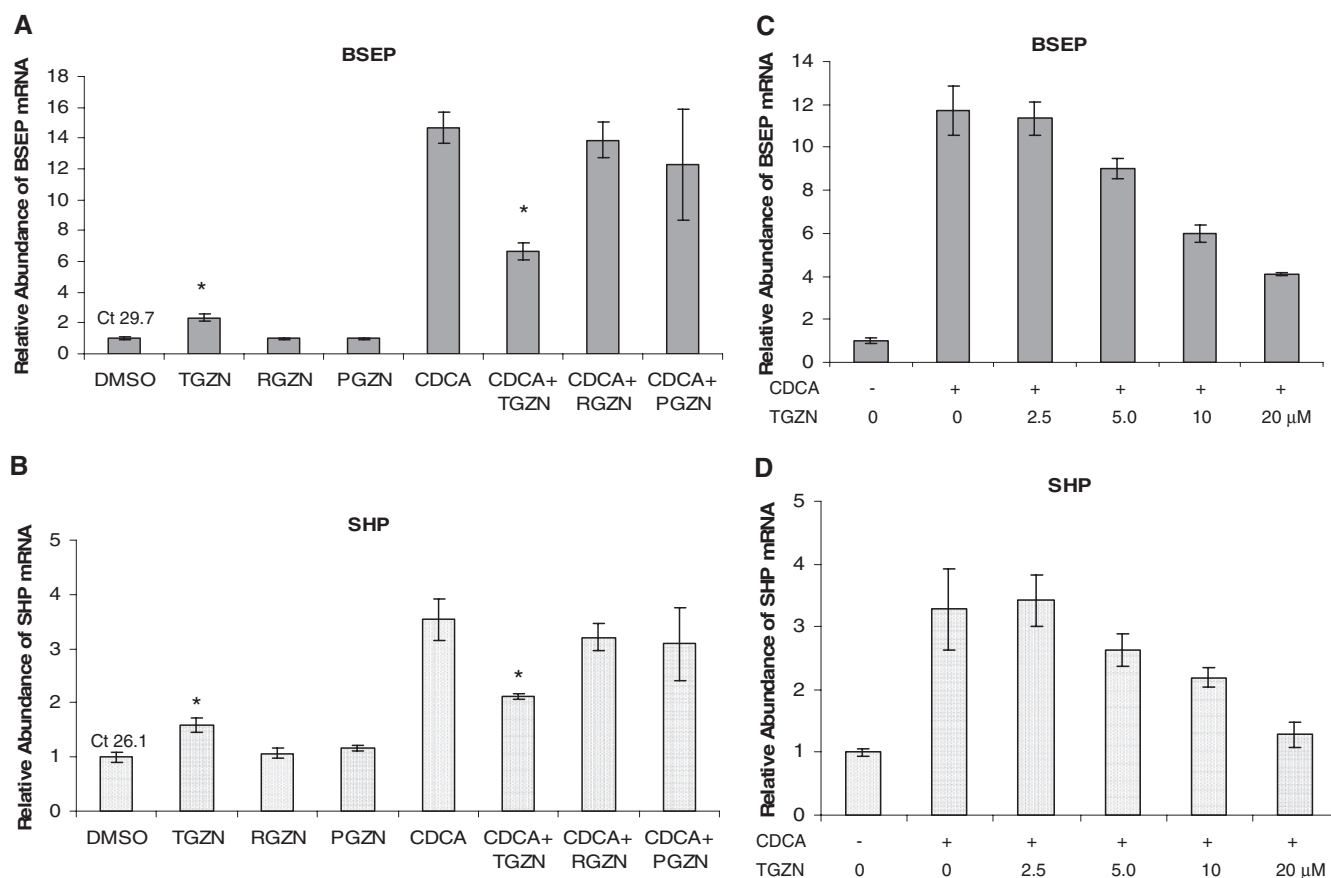 A
BSEP
Relative Abundance of BSEP mRNA
18
16
14
12
10
8
6
4
2
0
Ct 29.7
*
*
DMSO TGZN RGZN PGZN CDCA CDCA+ CDCA+ CDCA+
TGZN RGZN PGZN
B
SHP
Relative Abundance of SHP mRNA
5
4
3
2
1
0
Ct 26.1
*
*
DMSO TGZN RGZN PGZN CDCA CDCA+ CDCA+ CDCA+
TGZN RGZN PGZN
C
BSEP
Relative Abundance of BSEP mRNA
14
12
10
8
6
4
2
0
CDCA - + + + + +
TGZN 0 0 2.5 5.0 10 20 μM
D
SHP
Relative Abundance of SHP mRNA
5
4
3
2
1
0
CDCA - + + + + +
TGZN 0 0 2.5 5.0 10 20 μM